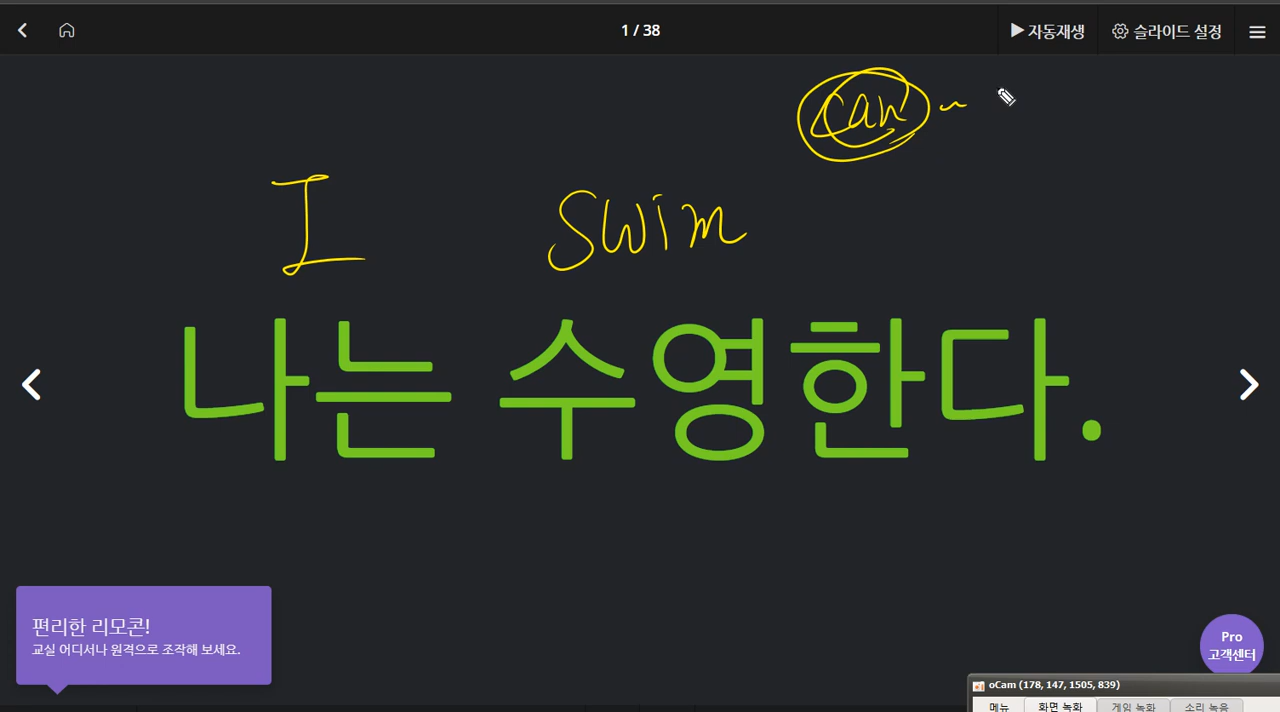 1 / 38
자동재생
슬라이드 설정
can ~
I swim
나는 수영한다.
편리한 리모콘!
교실 어디서나 원격으로 조작해 보세요.
Pro
고객센터
oCam (178, 147, 1505, 839)
메뉴 화면 녹화 게임 녹화 소리 녹음